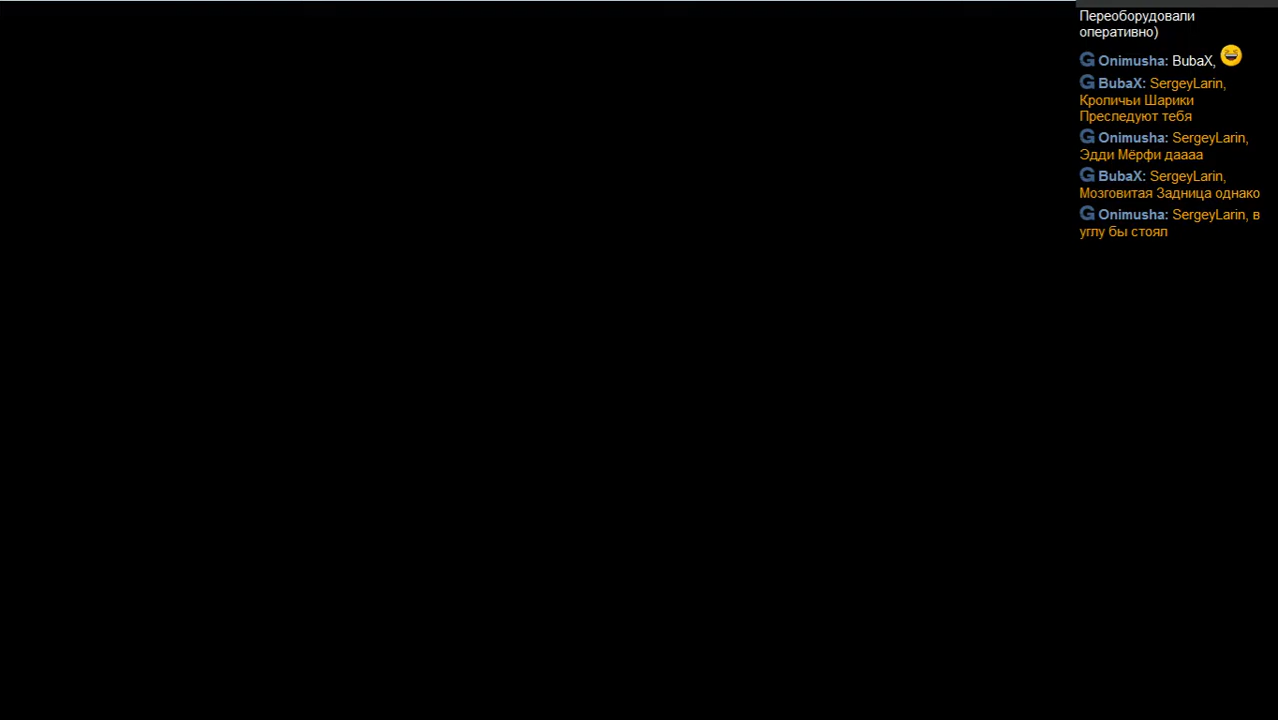 Переоборудовали
оперативно)
G Onimusha: BubaX, 😆
G BubaX: SergeyLarin,
Кропичьи Шарики
Преследуют тебя
G Onimusha: SergeyLarin,
Эдди Мёрфи даааа
G BubaX: SergeyLarin,
Мозговитая Задница однако
G Onimusha: SergeyLarin, в
углу бы стоял